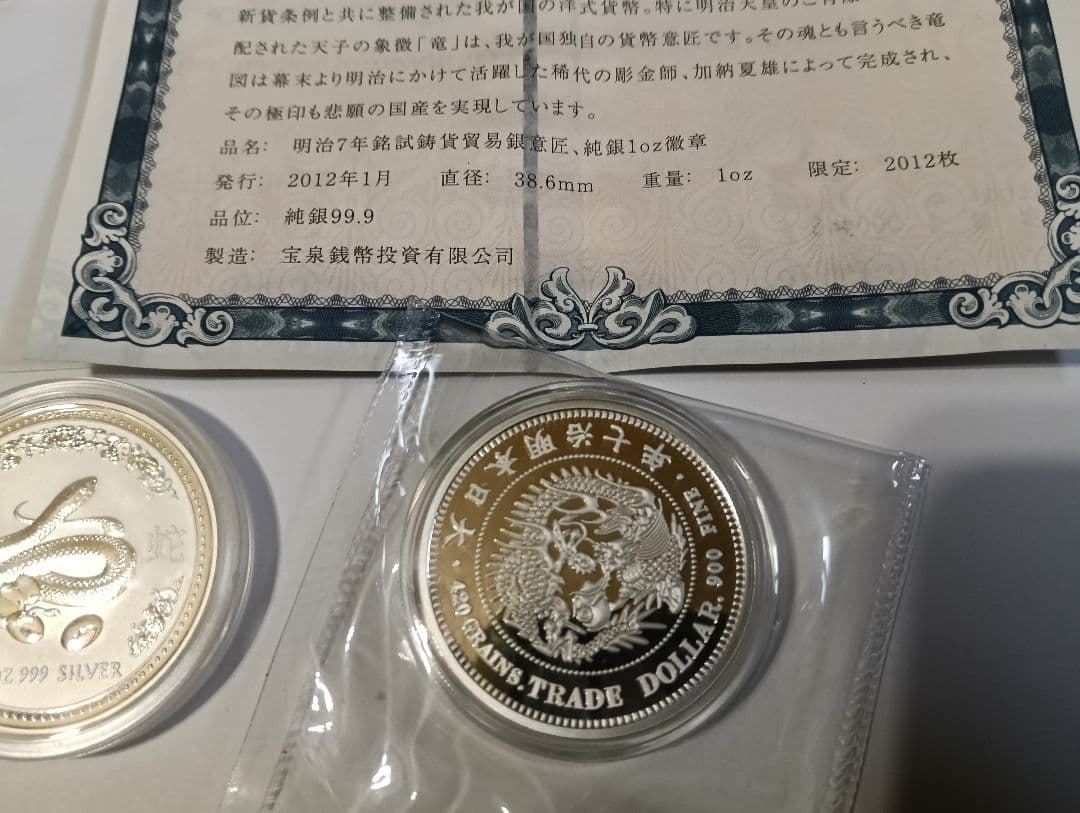 新貨条例と共に整備された我が国の洋式貨幣。特に明治天皇の
配された天子の象徴「竜」は、我が国独自の貨幣意匠です。その魂とも言うべき竜
図は幕末より明治にかけて活躍した稀代の彫金師、加納夏雄によって完成され、
その極印も悲願の国産を実現しています。
品名: 明治7年銘試鋳貨貿易銀意匠、純銀1oz徽章
発行: 2012年1月 直径: 38.6mm 重量: 1oz 限定: 2012枚
品位: 純銀99.9
製造: 宝泉銭幣投資有限公司
大日本明治七年
420 GRAINS. TRADE DOLLAR. 900 FINE
蛇
OZ 999 SILVER